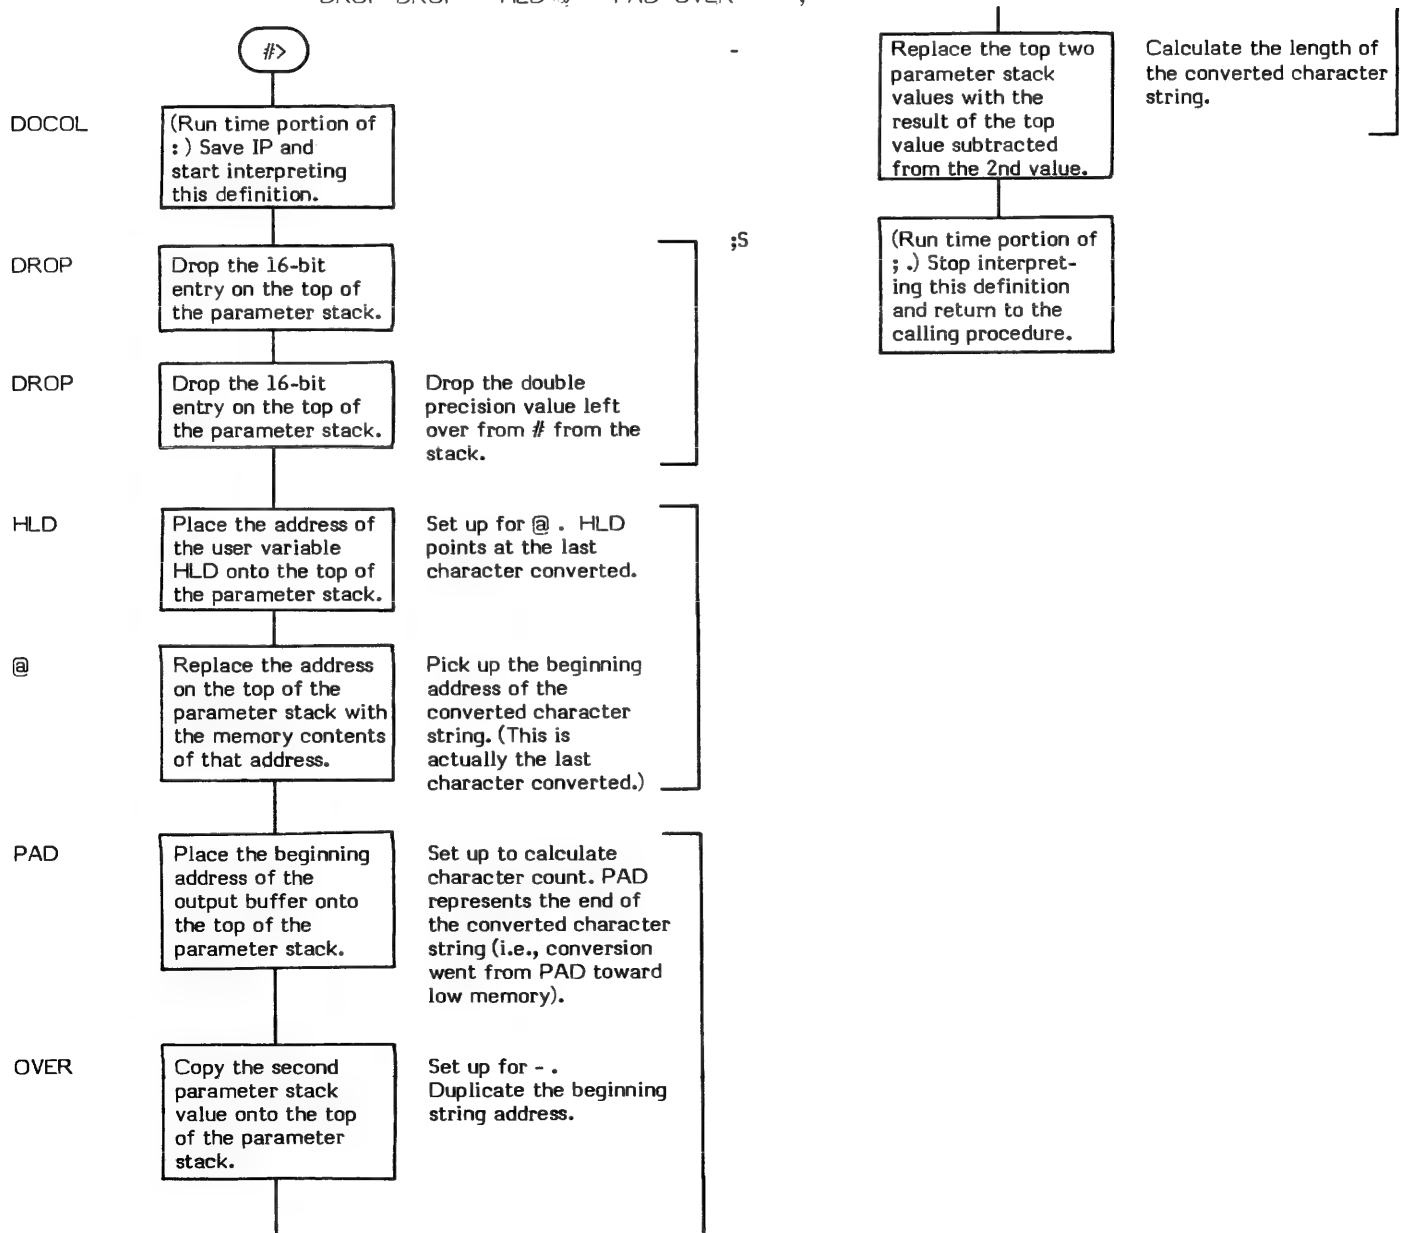 DROP DROP HLD @ PAD OVER - ;
#>
DOCOL
(Run time portion of
: ) Save IP and
start interpreting
this definition.
DROP
Drop the 16-bit
entry on the top of
the parameter stack.
DROP
Drop the 16-bit
entry on the top of
the parameter stack.
Drop the double
precision value left
over from # from the
stack.
HLD
Place the address of
the user variable
HLD onto the top of
the parameter stack.
Set up for @ . HLD
points at the last
character converted.
@
Replace the address
on the top of the
parameter stack with
the memory contents
of that address.
Pick up the beginning
address of the
converted character
string. (This is
actually the last
character converted.)
PAD
Place the beginning
address of the
output buffer onto
the top of the
parameter stack.
Set up to calculate
character count. PAD
represents the end of
the converted character
string (i.e., conversion
went from PAD toward
low memory).
OVER
Copy the second
parameter stack
value onto the top
of the parameter
stack.
Set up for - .
Duplicate the beginning
string address.
-
Replace the top two
parameter stack
values with the
result of the top
value subtracted
from the 2nd value.
Calculate the length of
the converted character
string.
;S
(Run time portion of
; .) Stop interpret-
ing this definition
and return to the
calling procedure.